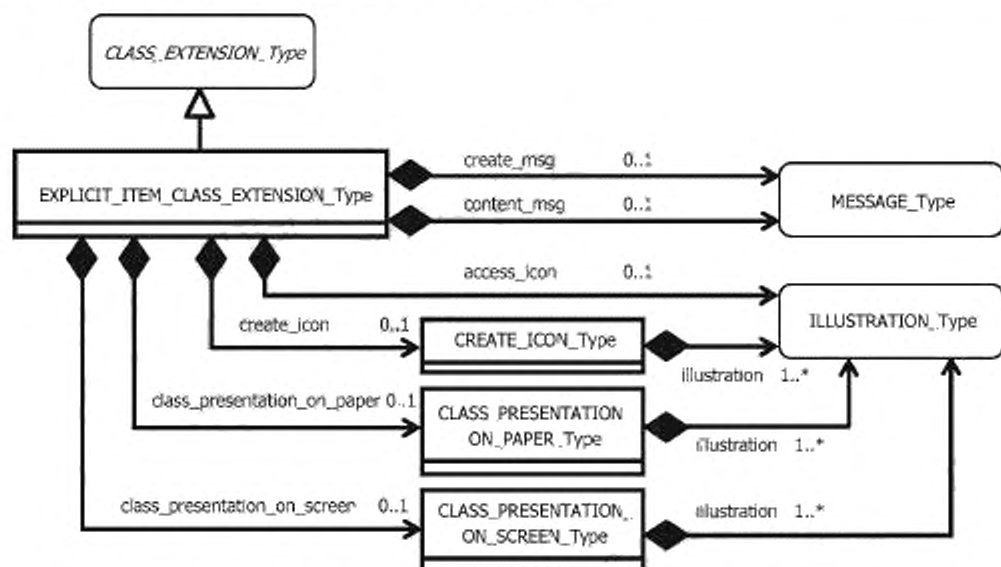 CLASS_EXTENSION_Type
EXPLICIT_ITEM_CLASS_EXTENSION_Type
create_msg 0..1
content_msg 0..1
MESSAGE_Type
access_icon 0..1
ILLUSTRATION_Type
create_icon 0..1
CREATE_ICON_Type
illustration 1..*
class_presentation_on_paper 0..1
CLASS_PRESENTATION
ON_PAPER_Type
illustration 1..*
class_presentation_on_screen 0..1
CLASS_PRESENTATION_
ON_SCREEN_Type
illustration 1..*